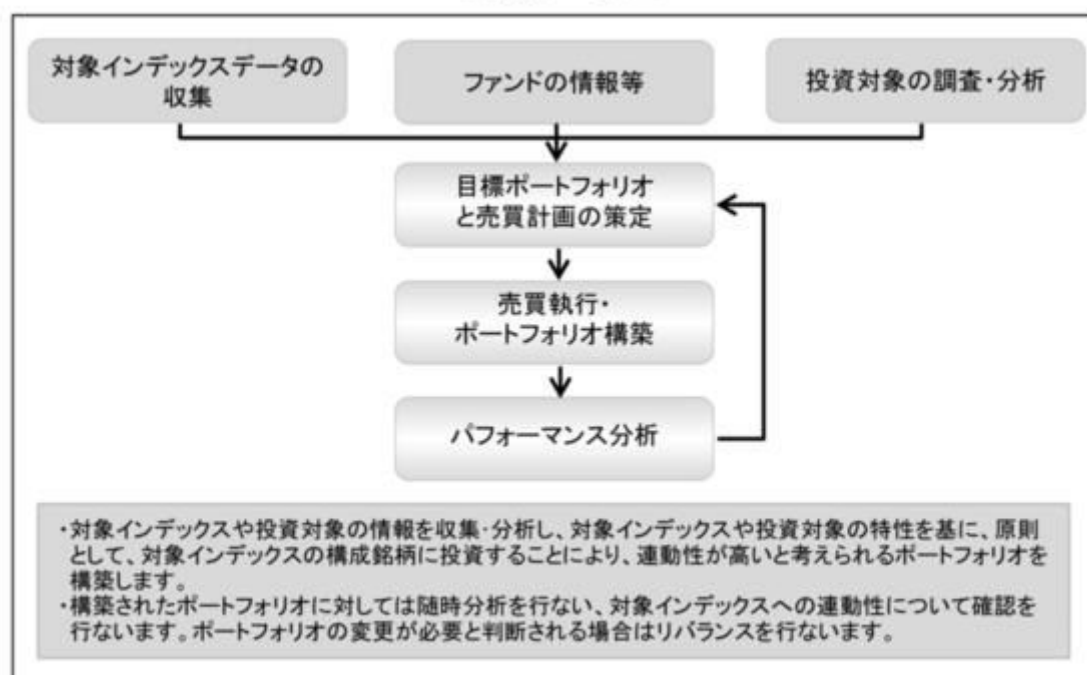 対象インデックスデータの
収集
ファンドの情報等
投資対象の調査・分析
目標ポートフォリオ
と売買計画の策定
売買執行・
ポートフォリオ構築
パフォーマンス分析
・対象インデックスや投資対象の情報を収集・分析し、対象インデックスや投資対象の特性を基に、原則
として、対象インデックスの構成銘柄に投資することにより、連動性が高いと考えられるポートフォリオを
構築します。
・構築されたポートフォリオに対しては随時分析を行ない、対象インデックスへの連動性について確認を
行ないます。ポートフォリオの変更が必要と判断される場合はリバランスを行ないます。